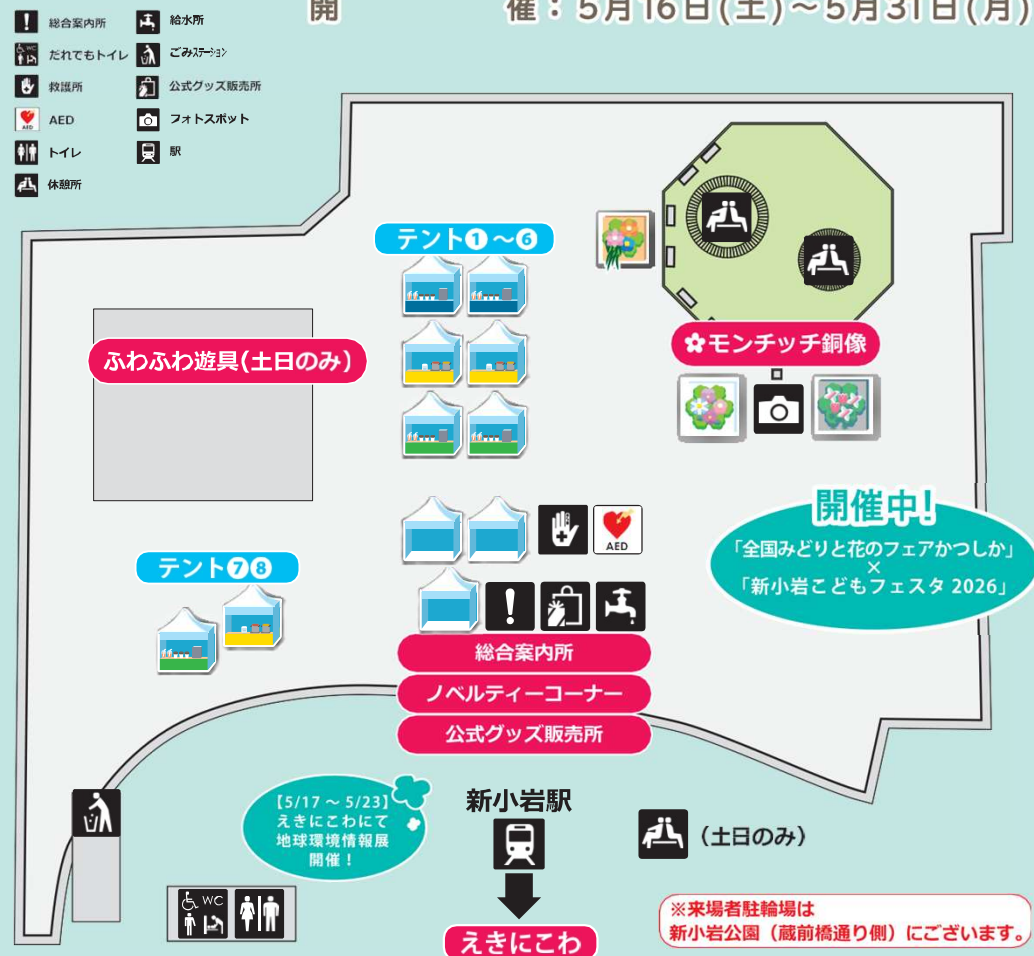 開 催：5月16日(土)～5月31日(月)
総合案内所
だれでもトイレ
救護所
AED
トイレ
休憩所
給水所
ごみステーション
公式グッズ販売所
フォトスポット
駅
テント❶～❻
ふわふわ遊具(土日のみ)
モンチッチ銅像
開催中！
「全国みどりと花のフェアかつしか」
×
「新小岩こどもフェスタ 2026」
AED
テント❼❽
総合案内所
ノベルティーコーナー
公式グッズ販売所
【5/17 ～ 5/23】
えきにこわにて
地球環境情報展
開催！
新小岩駅
(土日のみ)
WC
えきにこわ
※来場者駐輪場は
新小岩公園（蔵前橋通り側）にございます。